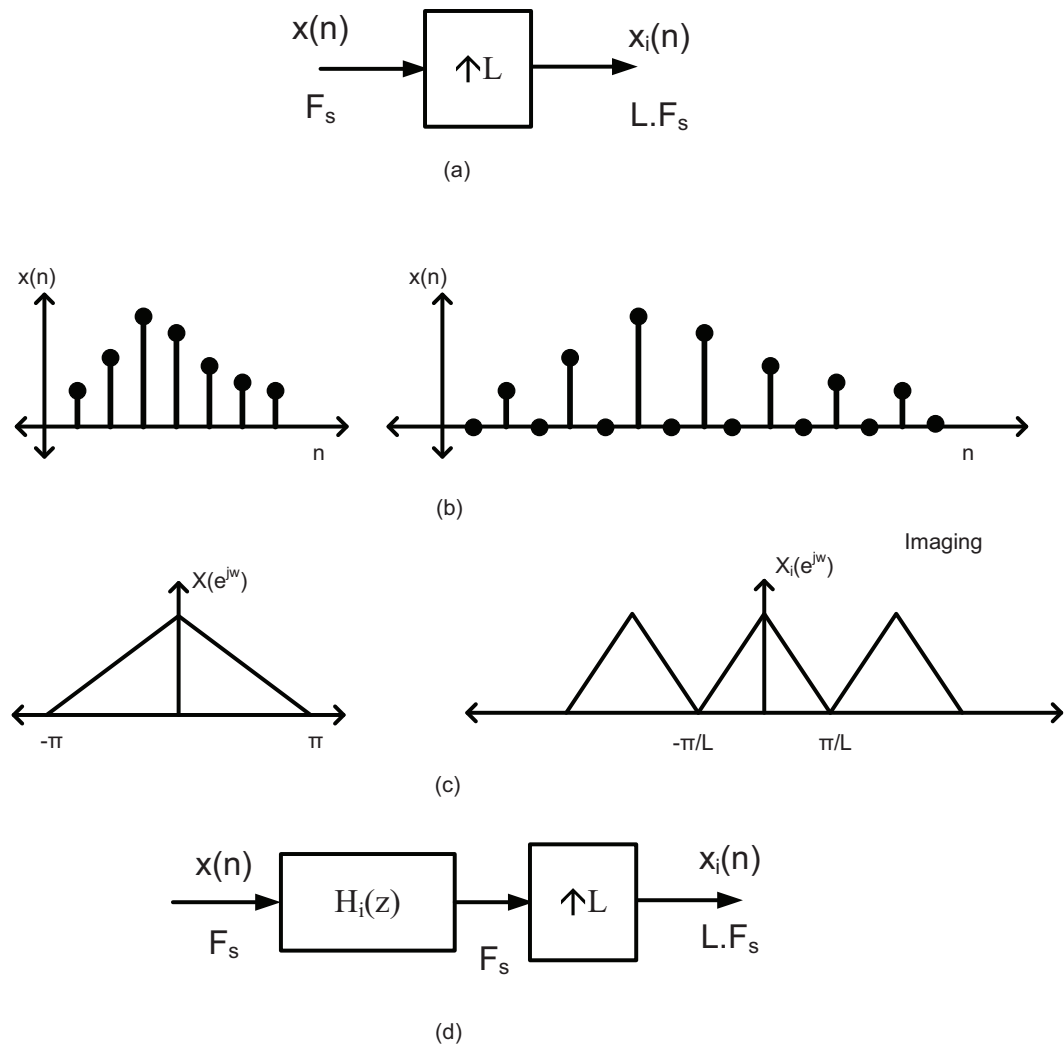 x(n)
↑L
xᵢ(n)
Fₛ
L.Fₛ
(a)
x(n)
x(n)
n
n
(b)
Imaging
X(e^jw)
Xᵢ(e^jw)
-π
π
-π/L
π/L
(c)
x(n)
Hᵢ(z)
↑L
xᵢ(n)
Fₛ
Fₛ
L.Fₛ
(d)